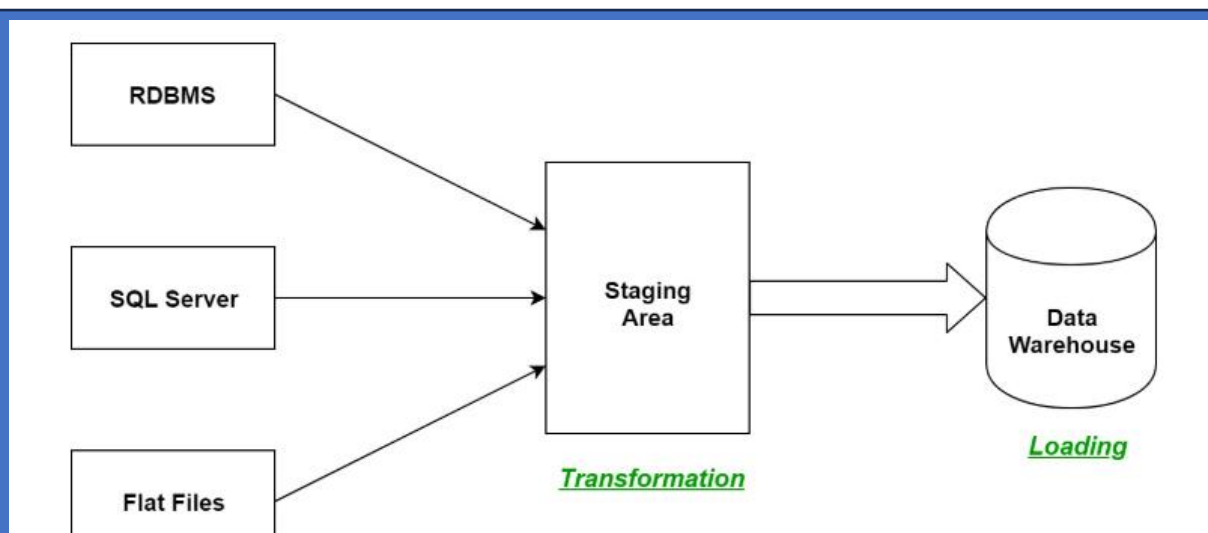 RDBMS
SQL Server
Flat Files
Staging
Area
Transformation
Data
Warehouse
Loading